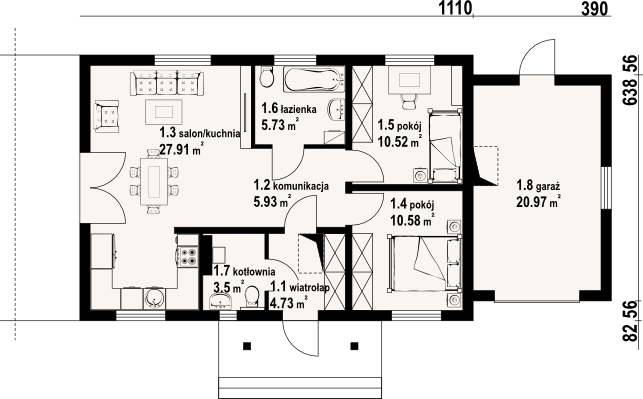 1110
390
638.56
82.56
1.6 łazienka
5.73 m²
1.3 salon/kuchnia
27.91 m²
1.5 pokój
10.52 m²
1.2 komunikacja
5.93 m²
1.4 pokój
10.58 m²
1.8 garaż
20.97 m²
1.7 kotłownia
3.5 m²
1.1 wiatrołap
4.73 m²